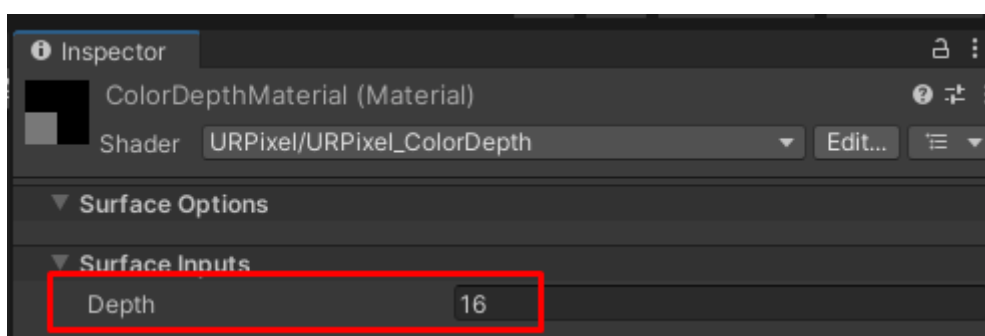 Inspector
ColorDepthMaterial (Material)
Shader URPixel/URPixel_ColorDepth Edit...
Surface Options
Surface Inputs
Depth 16